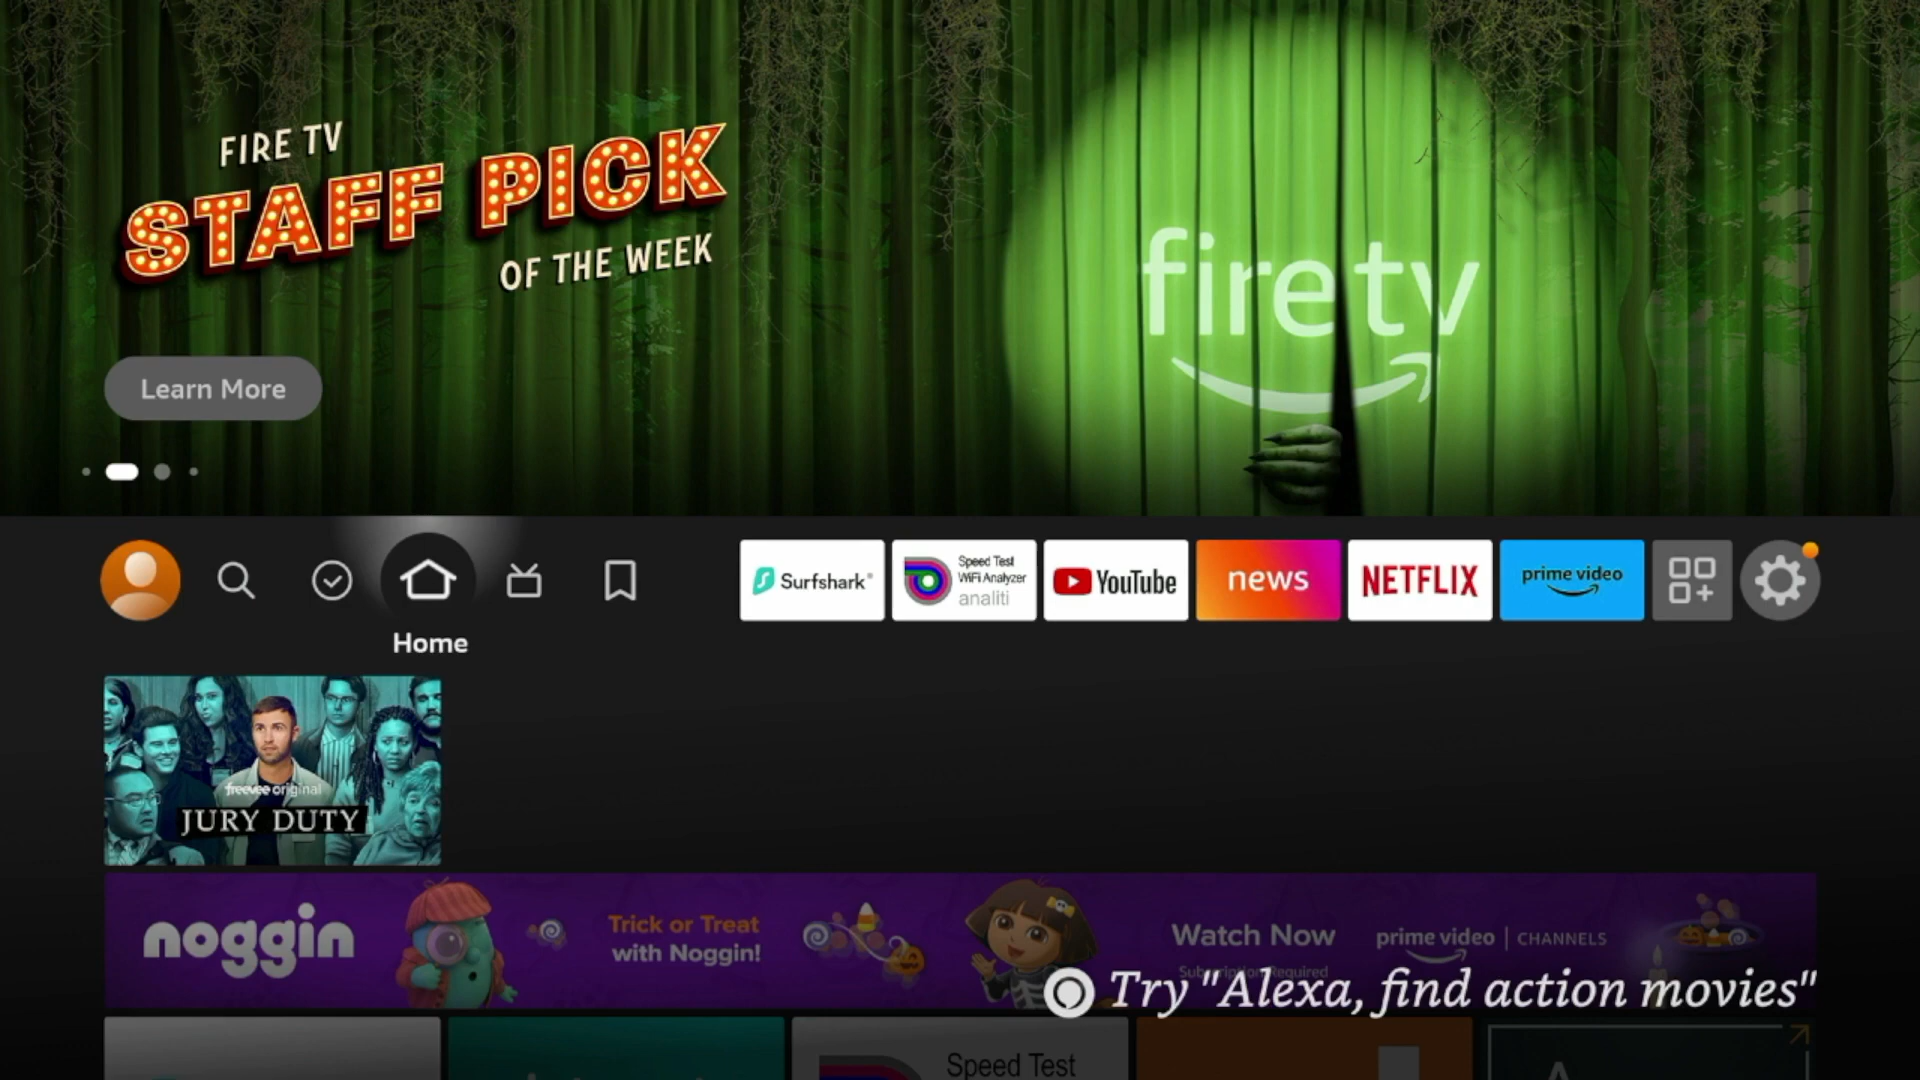 FIRE TV
STAFF PICK
OF THE WEEK
fire tv
Learn More
Surfshark®
Speed Test
WiFi Analyzer
analiti
YouTube
news
NETFLIX
prime video
Home
freevee original
JURY DUTY
noggin
Trick or Treat
with Noggin!
Watch Now
prime video | CHANNELS
Subscription Required
Try "Alexa, find action movies"
Speed Test